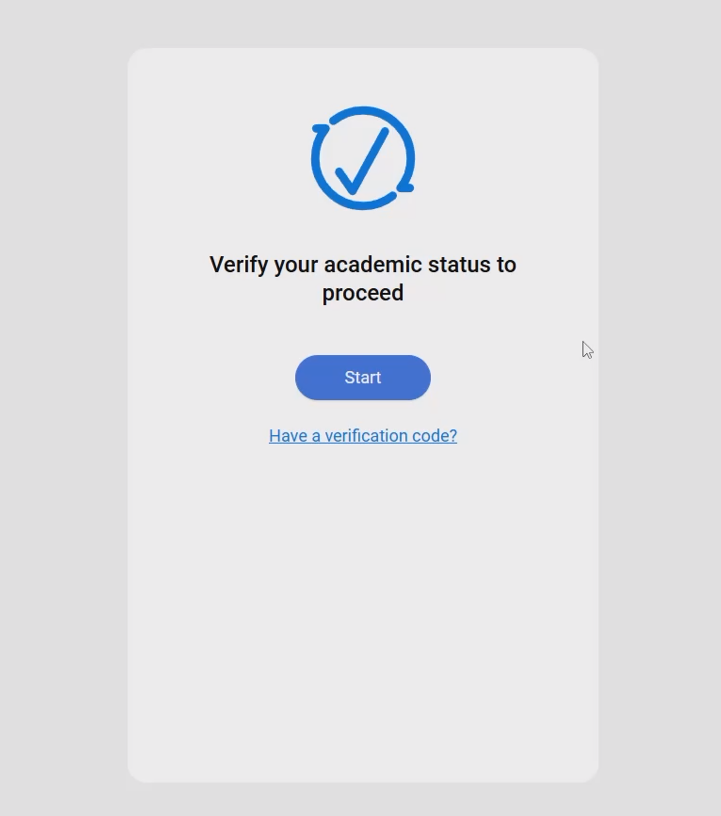 Verify your academic status to
proceed
Start
Have a verification code?